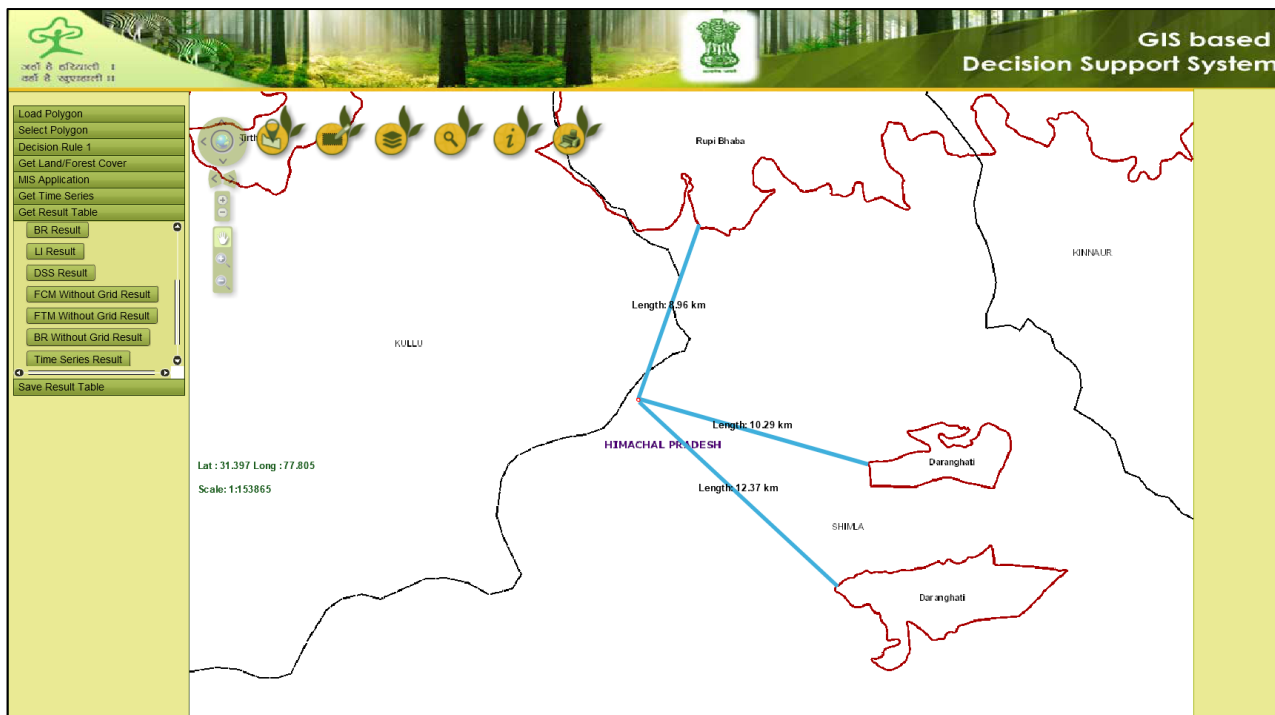 जहाँ है हरियाली ।
वहाँ है खुशहाली ॥
GIS based
Decision Support System
Load Polygon
Select Polygon
Decision Rule 1
Get Land/Forest Cover
MIS Application
Get Time Series
Get Result Table
BR Result
LI Result
DSS Result
FCM Without Grid Result
FTM Without Grid Result
BR Without Grid Result
Time Series Result
Save Result Table
Rupi Bhaba
KINNAUR
Length: 8.96 km
KULLU
Length: 10.29 km
HIMACHAL PRADESH
Daranghati
Lat : 31.397 Long : 77.805
Length: 12.37 km
Scale: 1:153865
SHIMLA
Daranghati